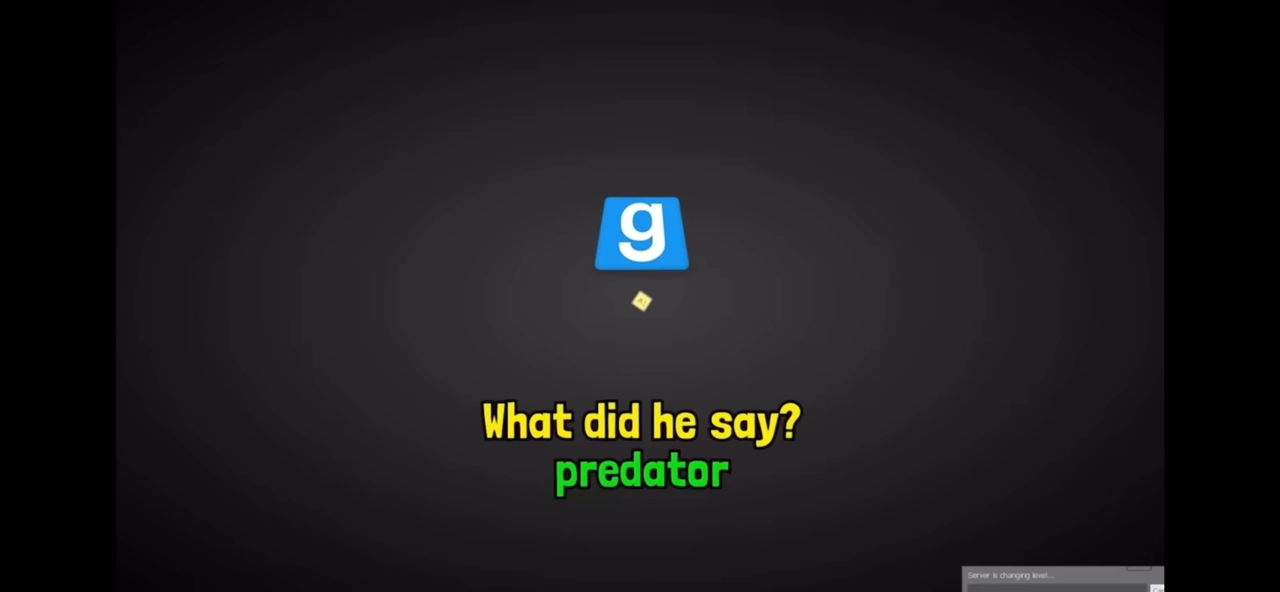 g
What did he say?
predator
Server is changing level...